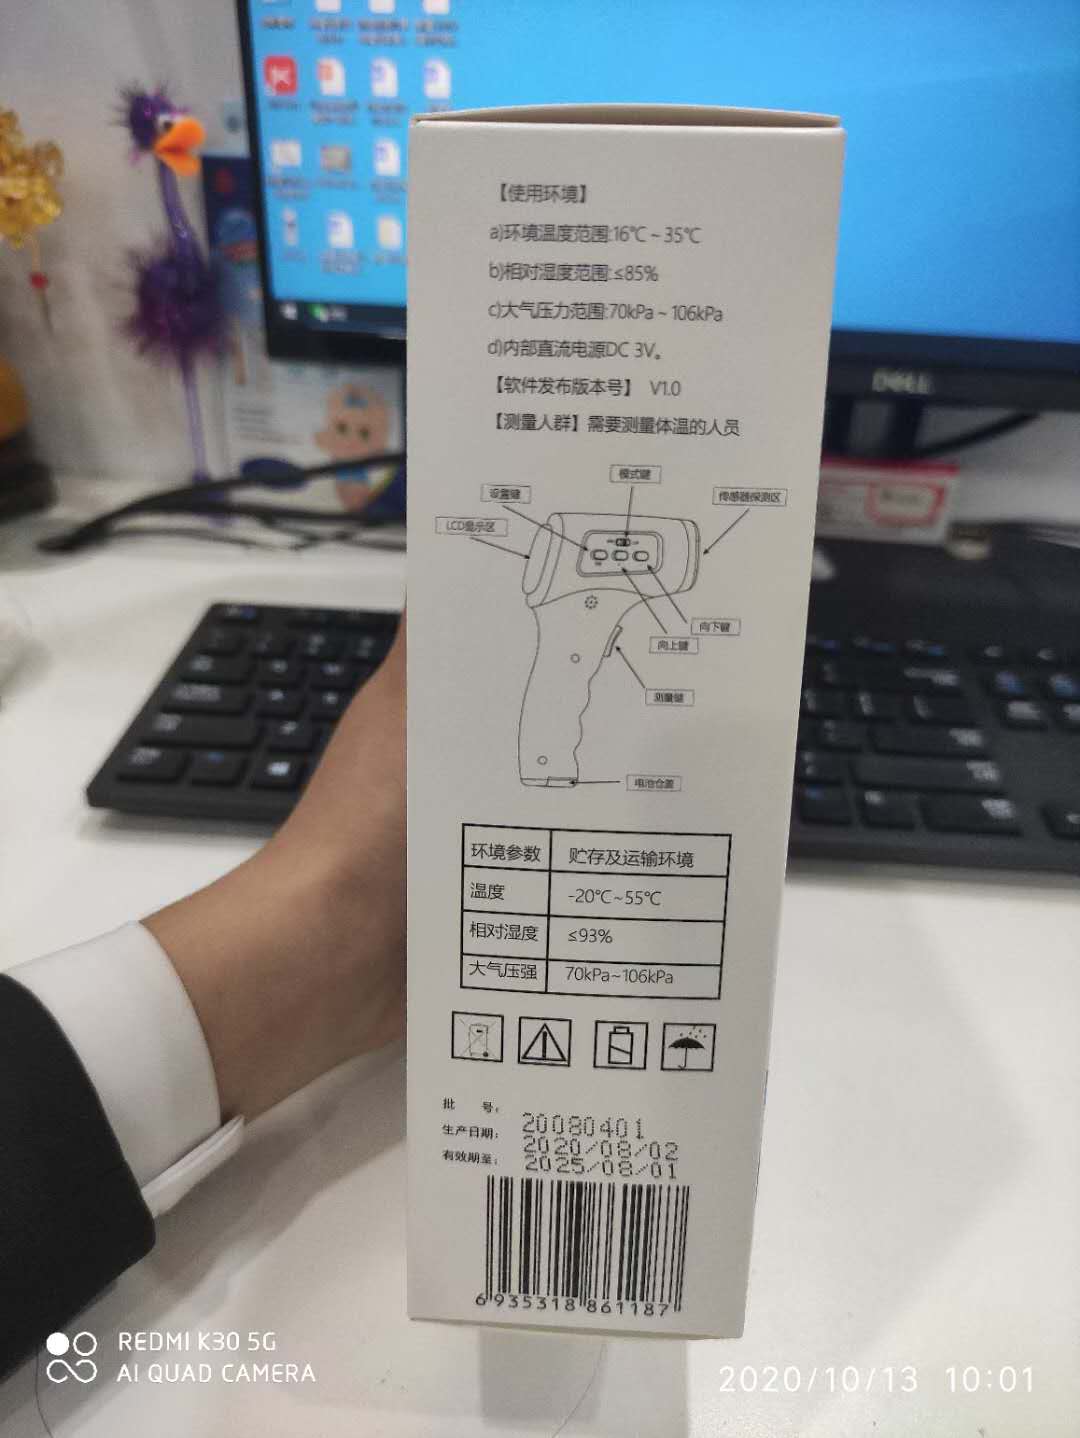 【使用环境】
a)环境温度范围:16℃~35℃
b)相对湿度范围:≤85%
c)大气压力范围:70kPa~106kPa
d)内部直流电源DC 3V。
【软件发布版本号】 V1.0
【测量人群】需要测量体温的人员
模式键
设置键
传感器探测区
LCD显示区
向下键
向上键
测量键
电池仓盖
环境参数 贮存及运输环境
温度 -20℃~55℃
相对湿度 ≤93%
大气压强 70kPa~106kPa
批 号: 20080401
生产日期: 2020/08/02
有效期至: 2025/08/01
6935318861187
DELL
REDMI K30 5G
AI QUAD CAMERA
2020/10/13 10:01